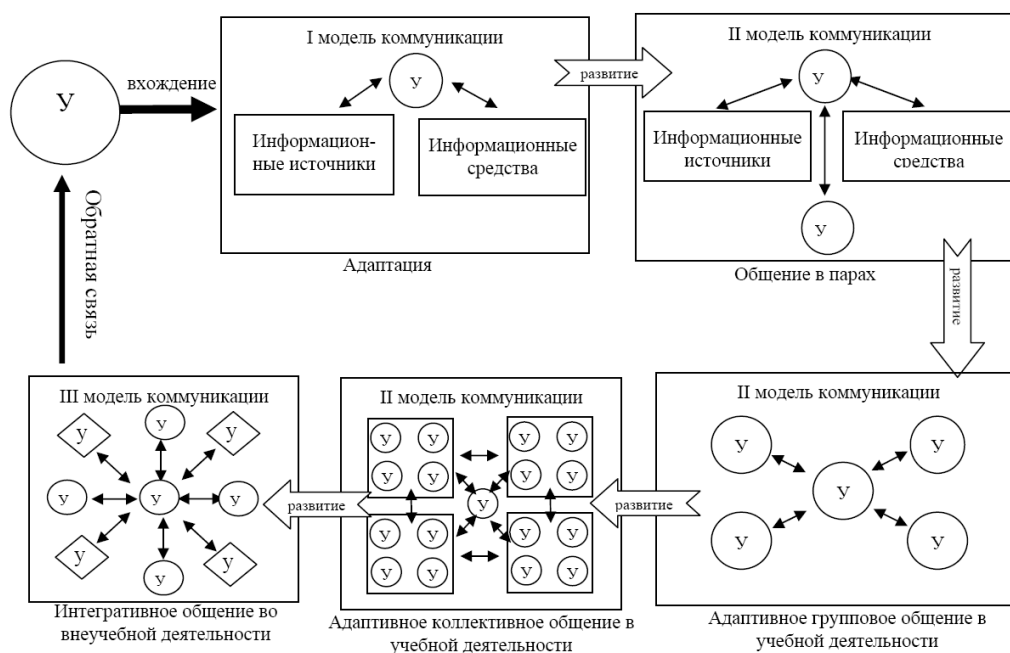 У
вхождение
I модель коммуникации
У
Информацион-
ные источники
Информационные
средства
Адаптация
развитие
II модель коммуникации
У
Информационные
источники
Информационные
средства
У
Общение в парах
развитие
II модель коммуникации
У
У
У
У
У
Адаптивное групповое общение в
учебной деятельности
развитие
II модель коммуникации
У У У У
У У У У
У
У У У У
У У У У
Адаптивное коллективное общение в
учебной деятельности
развитие
III модель коммуникации
у У у
У У У
у У у
Интегративное общение во
внеучебной деятельности
Обратная связь